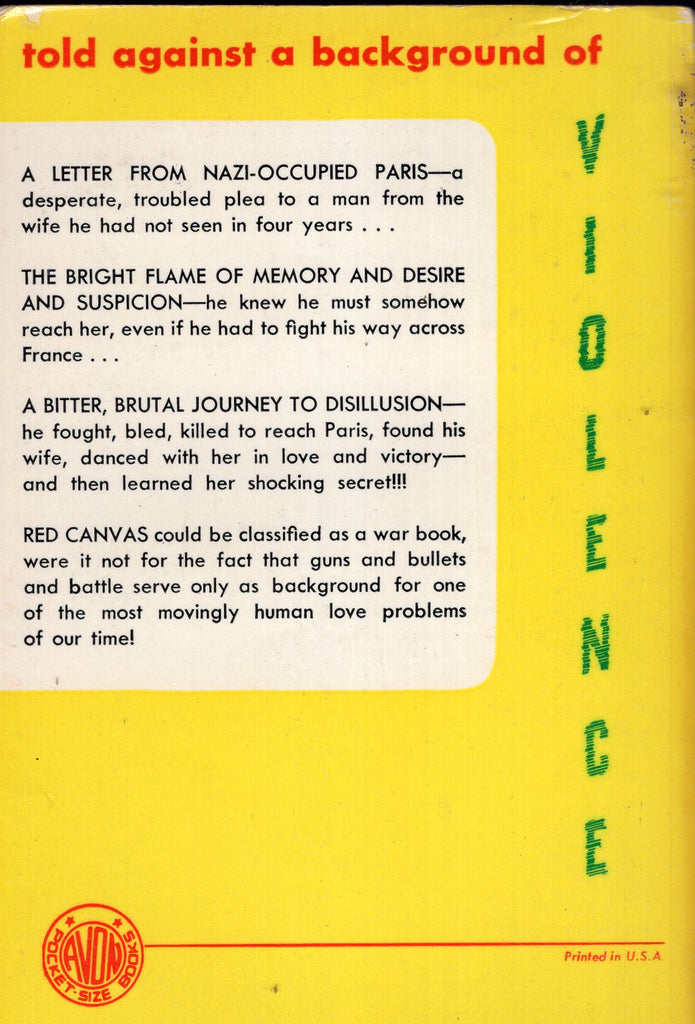 told against a background of
VIOLENCE
A LETTER FROM NAZI-OCCUPIED PARIS—a
desperate, troubled plea to a man from the
wife he had not seen in four years . . .
THE BRIGHT FLAME OF MEMORY AND DESIRE
AND SUSPICION—he knew he must somehow
reach her, even if he had to fight his way across
France . . .
A BITTER, BRUTAL JOURNEY TO DISILLUSION—
he fought, bled, killed to reach Paris, found his
wife, danced with her in love and victory—
and then learned her shocking secret!!!
RED CANVAS could be classified as a war book,
were it not for the fact that guns and bullets
and battle serve only as background for one
of the most movingly human love problems
of our time!
AVON
POCKET-SIZE BOOKS
Printed in U.S.A